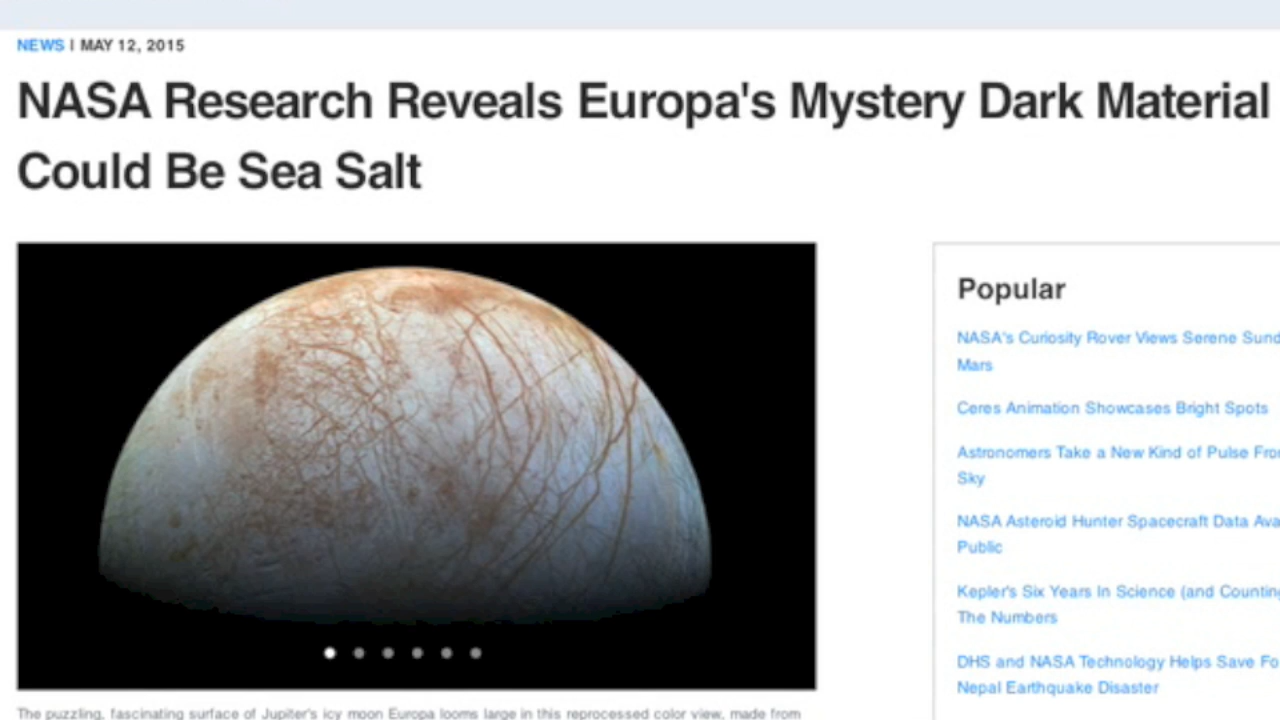 NEWS | MAY 12, 2015
NASA Research Reveals Europa's Mystery Dark Material
Could Be Sea Salt
Popular
NASA's Curiosity Rover Views Serene Sund
Mars
Ceres Animation Showcases Bright Spots
Astronomers Take a New Kind of Pulse Fro
Sky
NASA Asteroid Hunter Spacecraft Data Ava
Public
Kepler's Six Years In Science (and Counting
The Numbers
DHS and NASA Technology Helps Save Fo
Nepal Earthquake Disaster
The puzzling, fascinating surface of Jupiter's icy moon Europa looms large in this reprocessed color view, made from